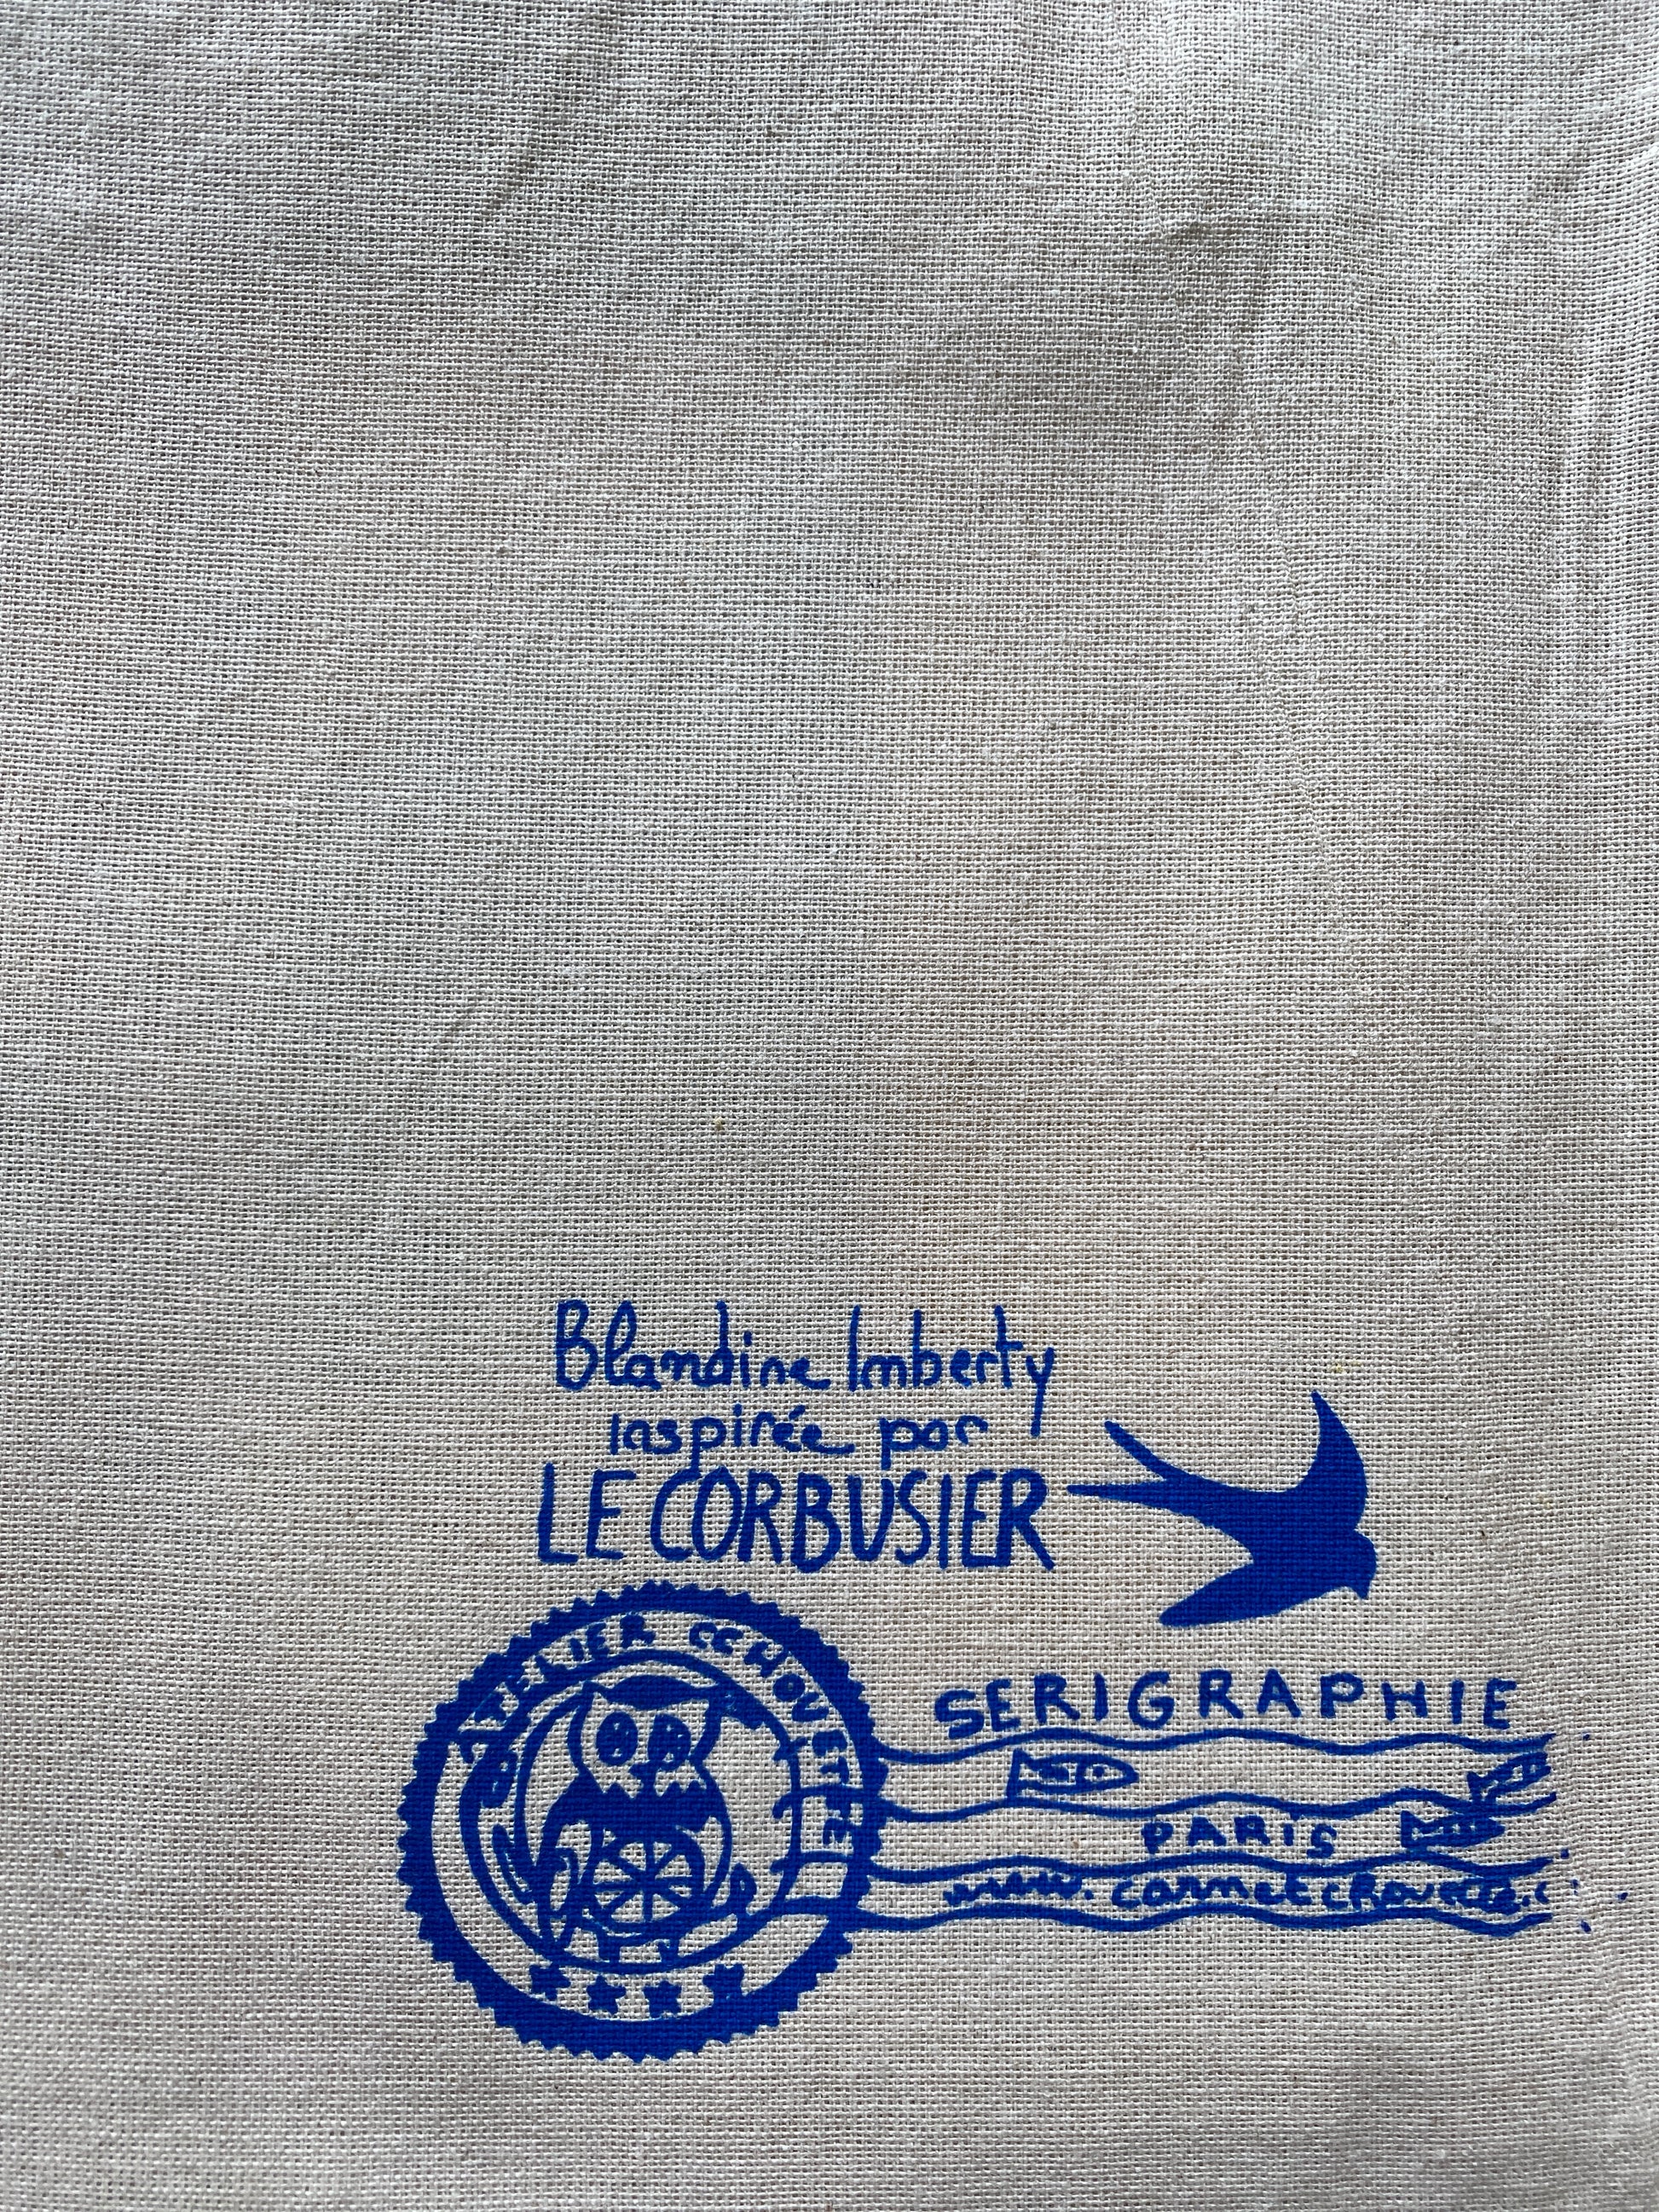 Blandine Imberty
inspirée par
LE CORBUSIER
ATELIER CCHOUETTE
SERIGRAPHIE
PARIS